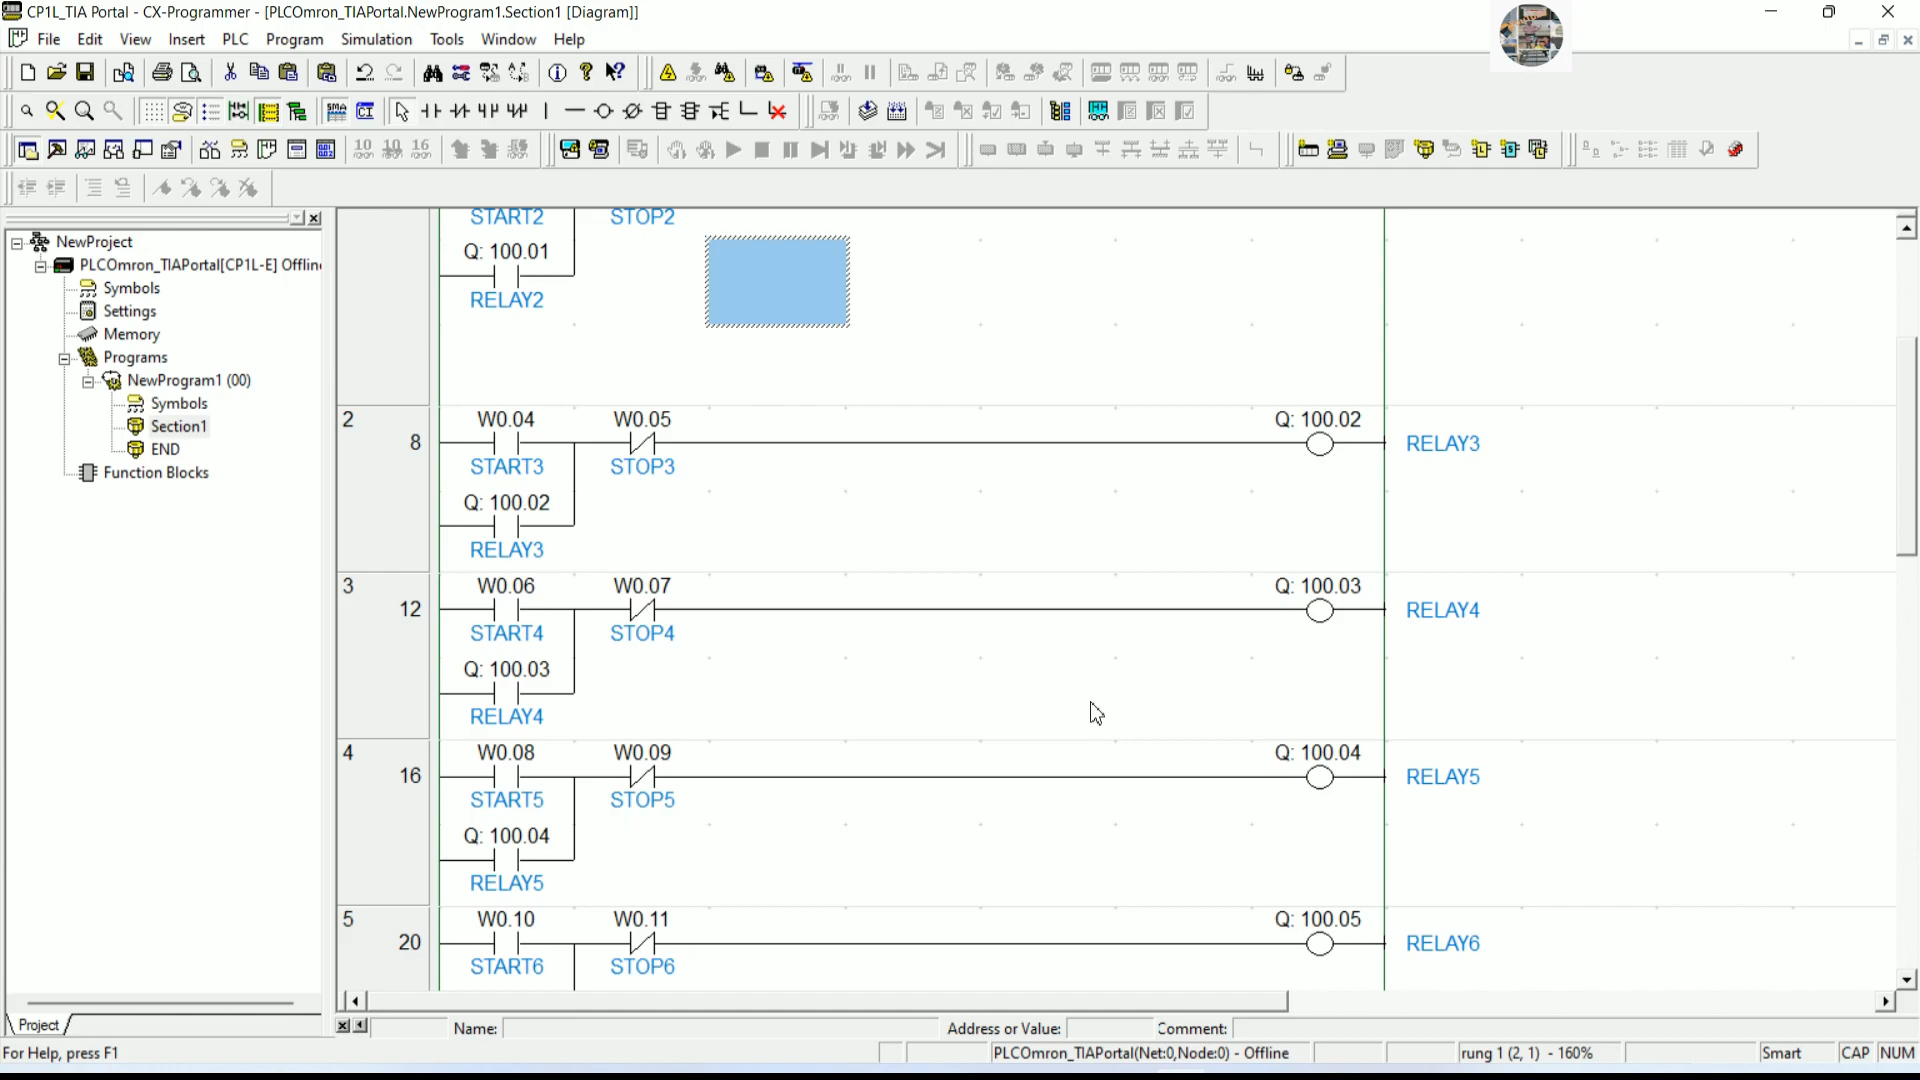 CP1L_TIA Portal - CX-Programmer - [PLCOmron_TIAPortal.NewProgram1.Section1 [Diagram]]
File Edit View Insert PLC Program Simulation Tools Window Help
SMA CI
10 10 16
NewProject
PLCOmron_TIAPortal[CP1L-E] Offlin
Symbols
Settings
Memory
Programs
NewProgram1 (00)
Symbols
Section1
END
Function Blocks
Project
START2 STOP2
Q: 100.01
RELAY2
2 W0.04 W0.05 Q: 100.02
8 RELAY3
START3 STOP3
Q: 100.02
RELAY3
3 W0.06 W0.07 Q: 100.03
12 RELAY4
START4 STOP4
Q: 100.03
RELAY4
4 W0.08 W0.09 Q: 100.04
16 RELAY5
START5 STOP5
Q: 100.04
RELAY5
5 W0.10 W0.11 Q: 100.05
20 RELAY6
START6 STOP6
Name: Address or Value: Comment:
For Help, press F1 PLCOmron_TIAPortal(Net:0,Node:0) - Offline rung 1 (2, 1) - 160% Smart CAP NUM